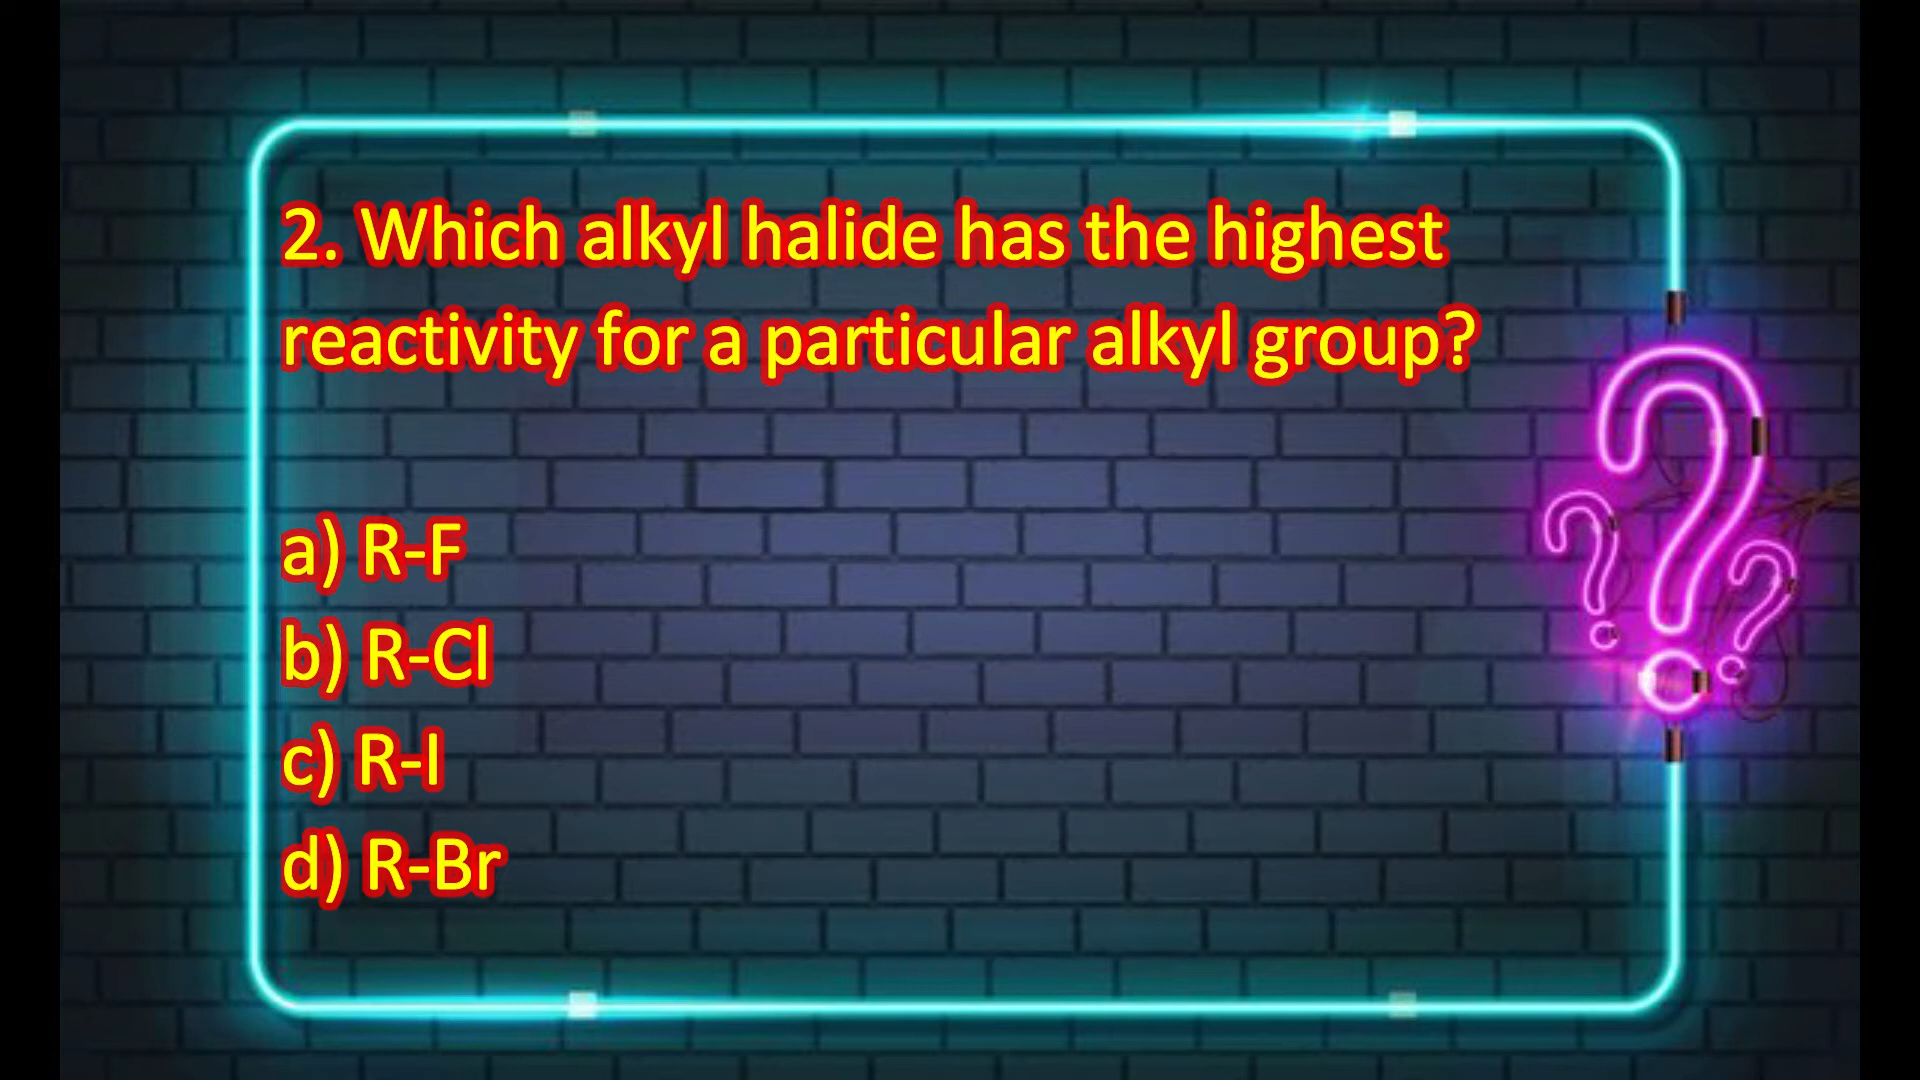 2. Which alkyl halide has the highest
reactivity for a particular alkyl group?
a) R-F
b) R-Cl
c) R-I
d) R-Br